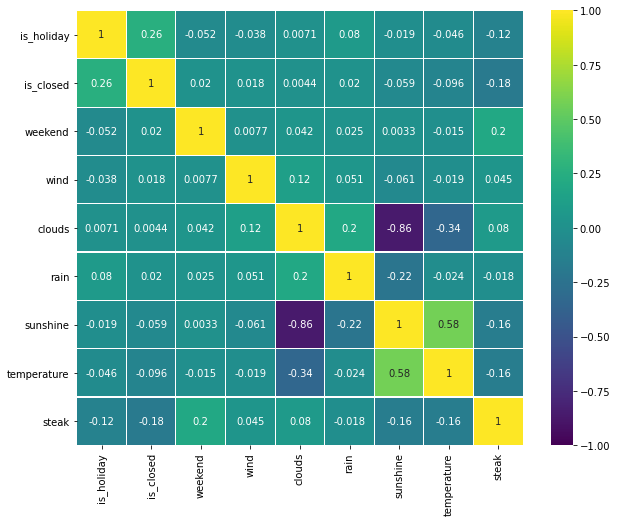 is_holiday 1 0.26 -0.052 -0.038 0.0071 0.08 -0.019 -0.046 -0.12
is_closed 0.26 1 0.02 0.018 0.0044 0.02 -0.059 -0.096 -0.18
weekend -0.052 0.02 1 0.0077 0.042 0.025 0.0033 -0.015 0.2
wind -0.038 0.018 0.0077 1 0.12 0.051 -0.061 -0.019 0.045
clouds 0.0071 0.0044 0.042 0.12 1 0.2 -0.86 -0.34 0.08
rain 0.08 0.02 0.025 0.051 0.2 1 -0.22 -0.024 -0.018
sunshine -0.019 -0.059 0.0033 -0.061 -0.86 -0.22 1 0.58 -0.16
temperature -0.046 -0.096 -0.015 -0.019 -0.34 -0.024 0.58 1 -0.16
steak -0.12 -0.18 0.2 0.045 0.08 -0.018 -0.16 -0.16 1
is_holiday
is_closed
weekend
wind
clouds
rain
sunshine
temperature
steak
1.00
0.75
0.50
0.25
0.00
-0.25
-0.50
-0.75
-1.00